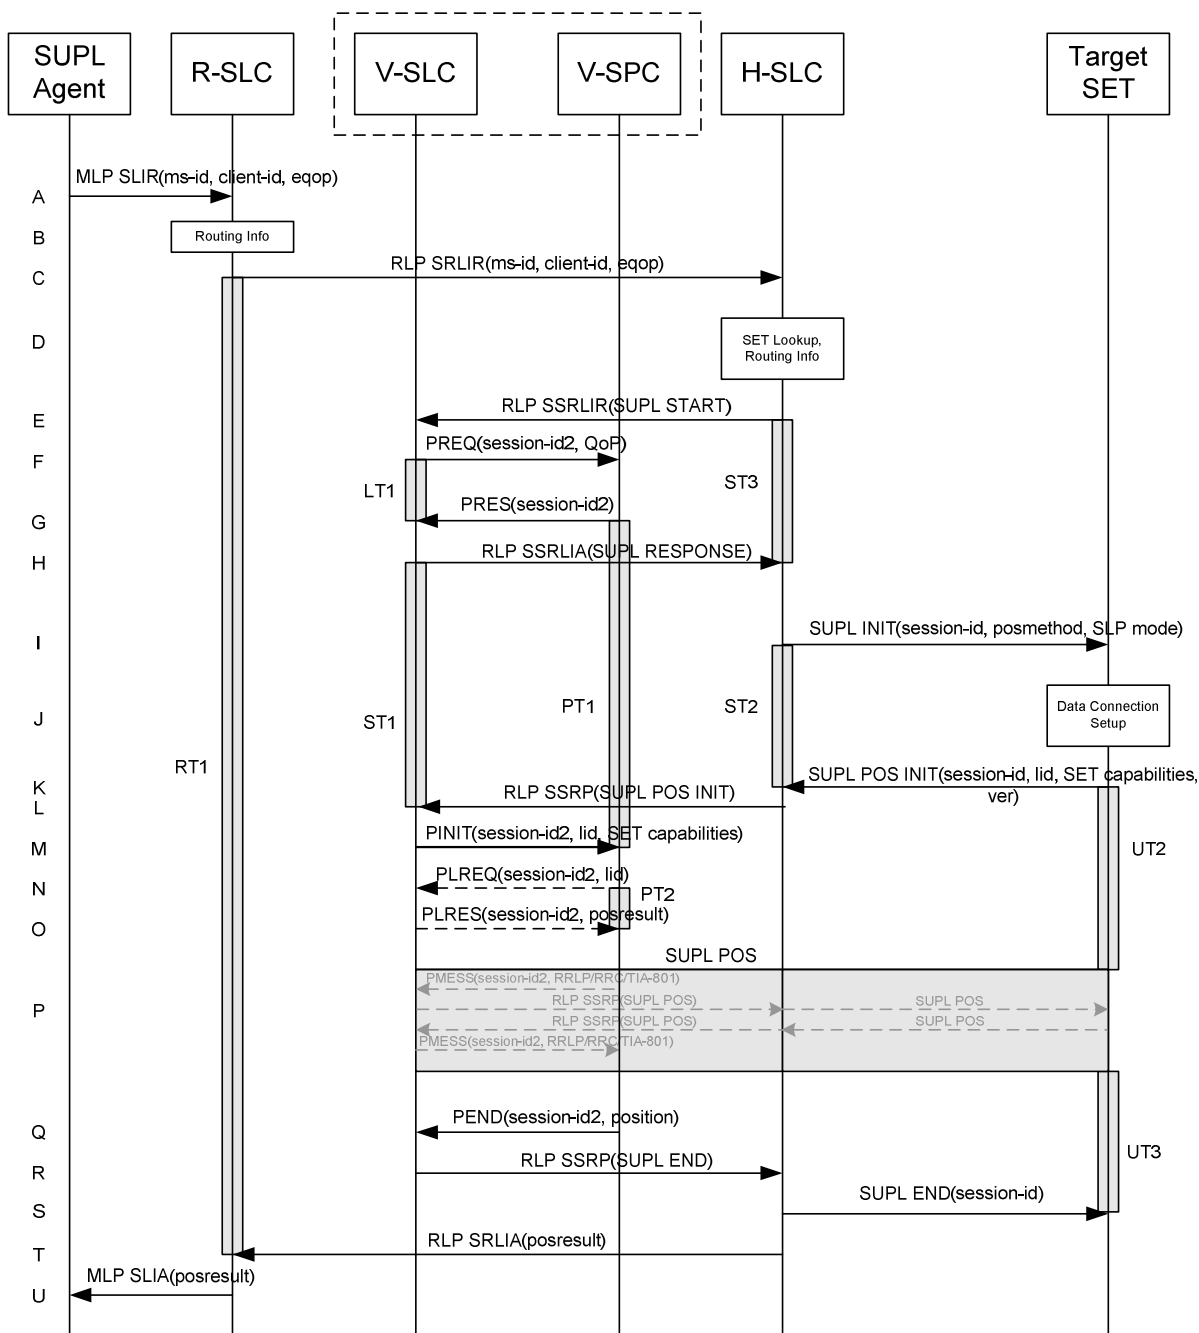 SUPL
Agent
R-SLC
V-SLC
V-SPC
H-SLC
Target
SET
MLP SLIR(ms-id, client-id, eqop)
A
B
Routing Info
RLP SRLIR(ms-id, client-id, eqop)
C
D
SET Lookup,
Routing Info
RLP SSRLIR(SUPL START)
E
PREQ(session-id2, QoP)
F
LT1
ST3
PRES(session-id2)
G
RLP SSRLIA(SUPL RESPONSE)
H
SUPL INIT(session-id, posmethod, SLP mode)
I
J
ST1
PT1
ST2
Data Connection
Setup
RT1
SUPL POS INIT(session-id, lid, SET capabilities,
ver)
K
RLP SSRP(SUPL POS INIT)
L
PINIT(session-id2, lid, SET capabilities)
M
UT2
PLREQ(session-id2, lid)
N
PT2
PLRES(session-id2, posresult)
O
SUPL POS
PMESS(session-id2, RRLP/RRC/TIA-801)
RLP SSRP(SUPL POS)
SUPL POS
P
RLP SSRP(SUPL POS)
SUPL POS
PMESS(session-id2, RRLP/RRC/TIA-801)
PEND(session-id2, position)
Q
UT3
RLP SSRP(SUPL END)
R
SUPL END(session-id)
S
RLP SRLIA(posresult)
T
MLP SLIA(posresult)
U